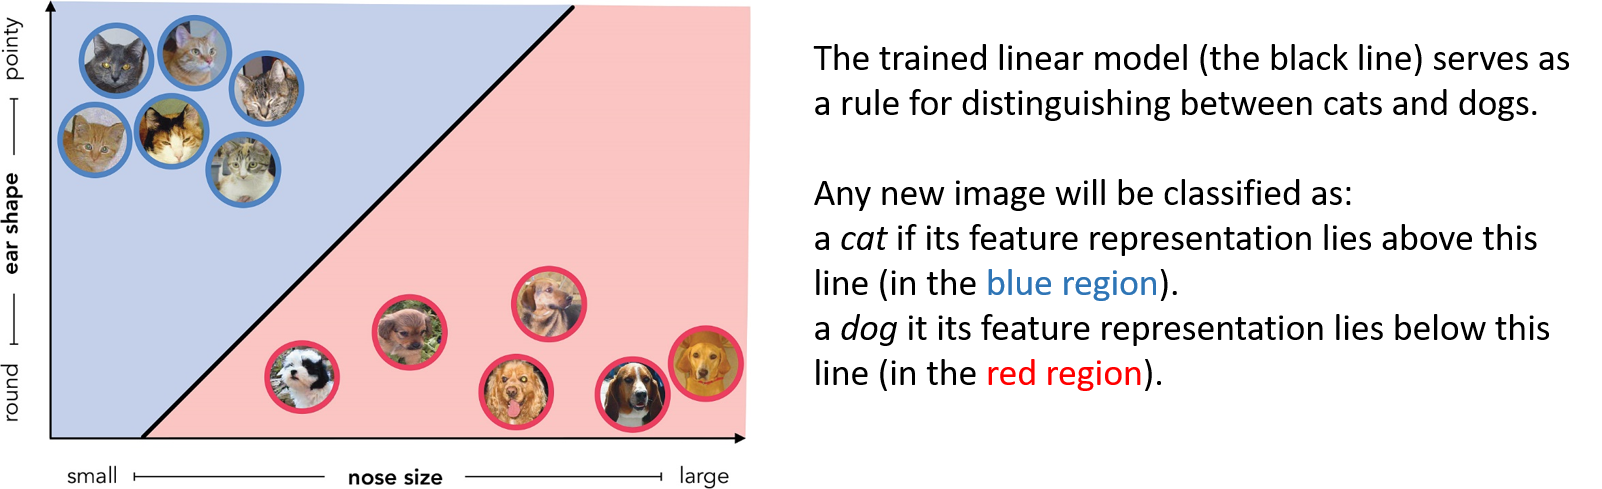 pointy
ear shape
round
small
nose size
large
The trained linear model (the black line) serves as
a rule for distinguishing between cats and dogs.
Any new image will be classified as:
a cat if its feature representation lies above this
line (in the blue region).
a dog it its feature representation lies below this
line (in the red region).